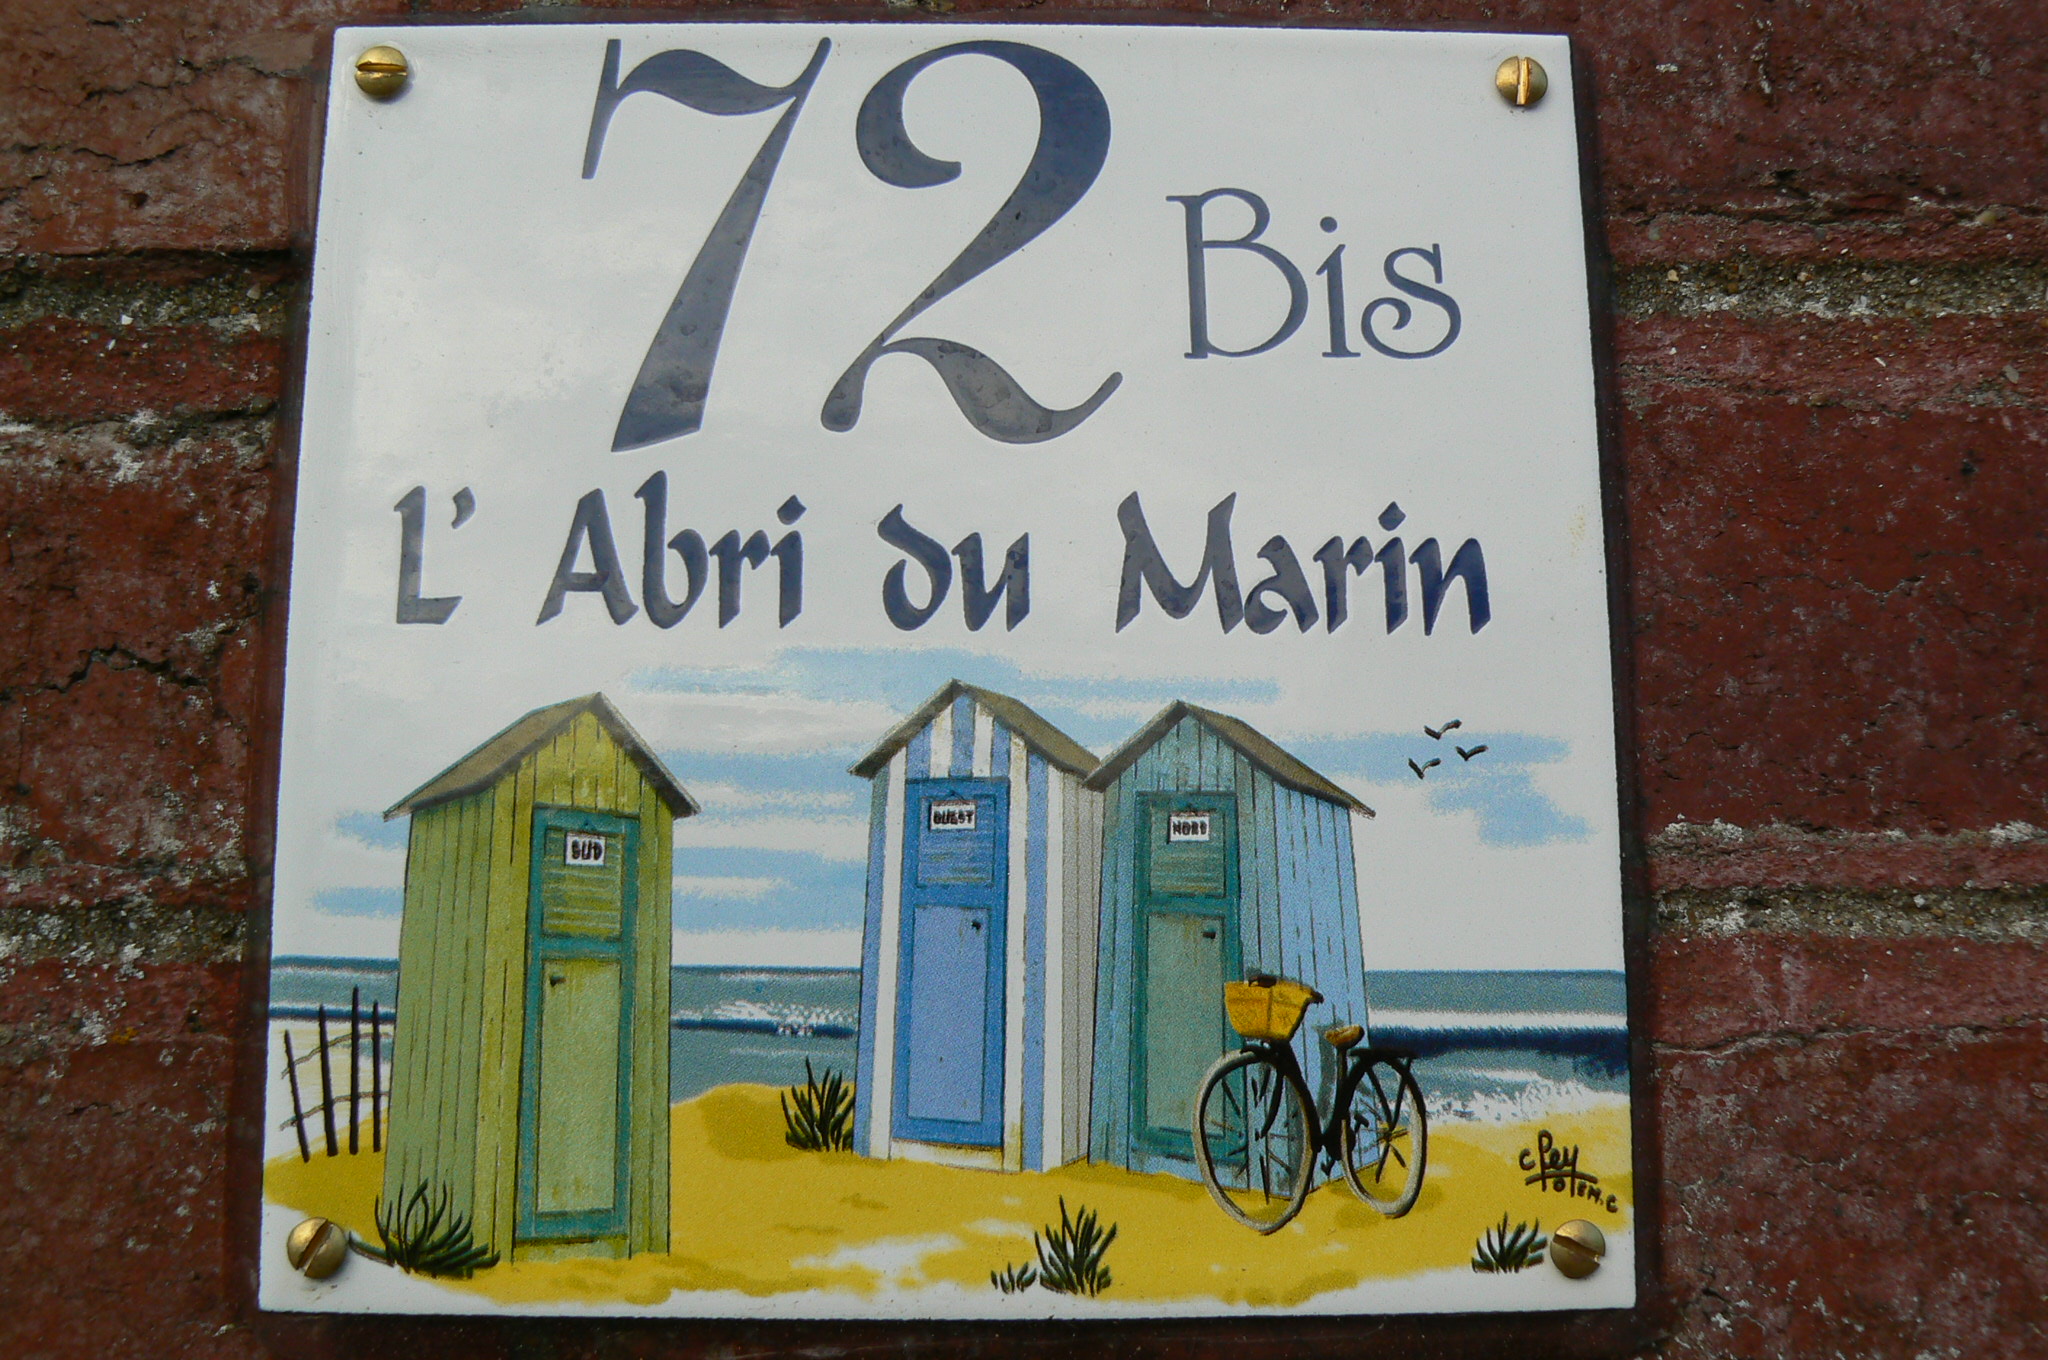 72 Bis
L' Abri du Marin
SUD
OUEST
NORD